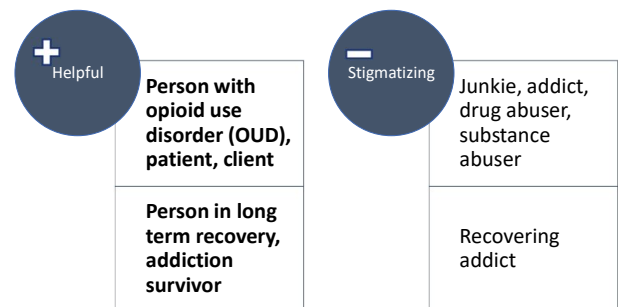 Helpful
Person with
opioid use
disorder (OUD),
patient, client
Person in long
term recovery,
addiction
survivor
Stigmatizing
Junkie, addict,
drug abuser,
substance
abuser
Recovering
addict